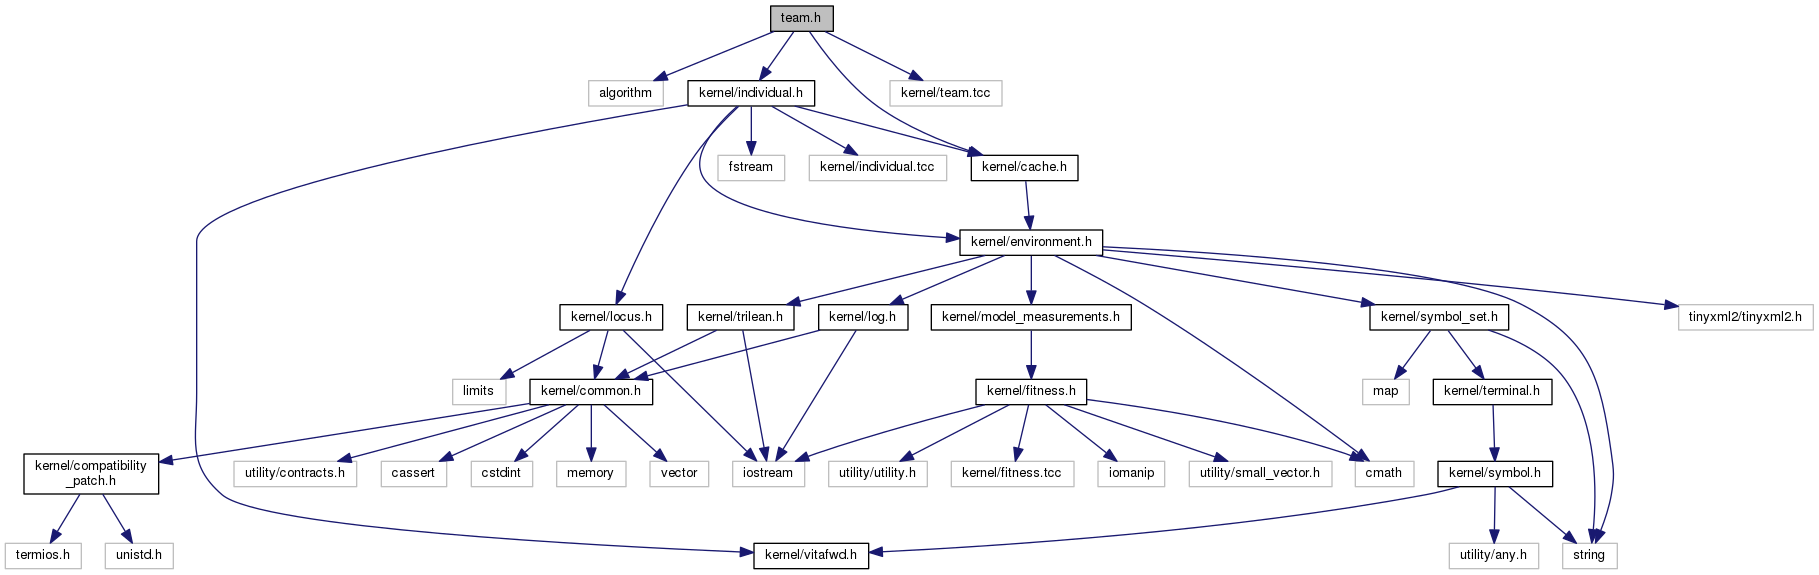 team.h
algorithm
kernel/individual.h
kernel/team.tcc
fstream
kernel/individual.tcc
kernel/cache.h
kernel/environment.h
kernel/locus.h
kernel/trilean.h
kernel/log.h
kernel/model_measurements.h
kernel/symbol_set.h
tinyxml2/tinyxml2.h
limits
kernel/common.h
kernel/fitness.h
map
kernel/terminal.h
kernel/compatibility
_patch.h
utility/contracts.h
cassert
cstdint
memory
vector
iostream
utility/utility.h
kernel/fitness.tcc
iomanip
utility/small_vector.h
cmath
kernel/symbol.h
termios.h
unistd.h
kernel/vitafwd.h
utility/any.h
string